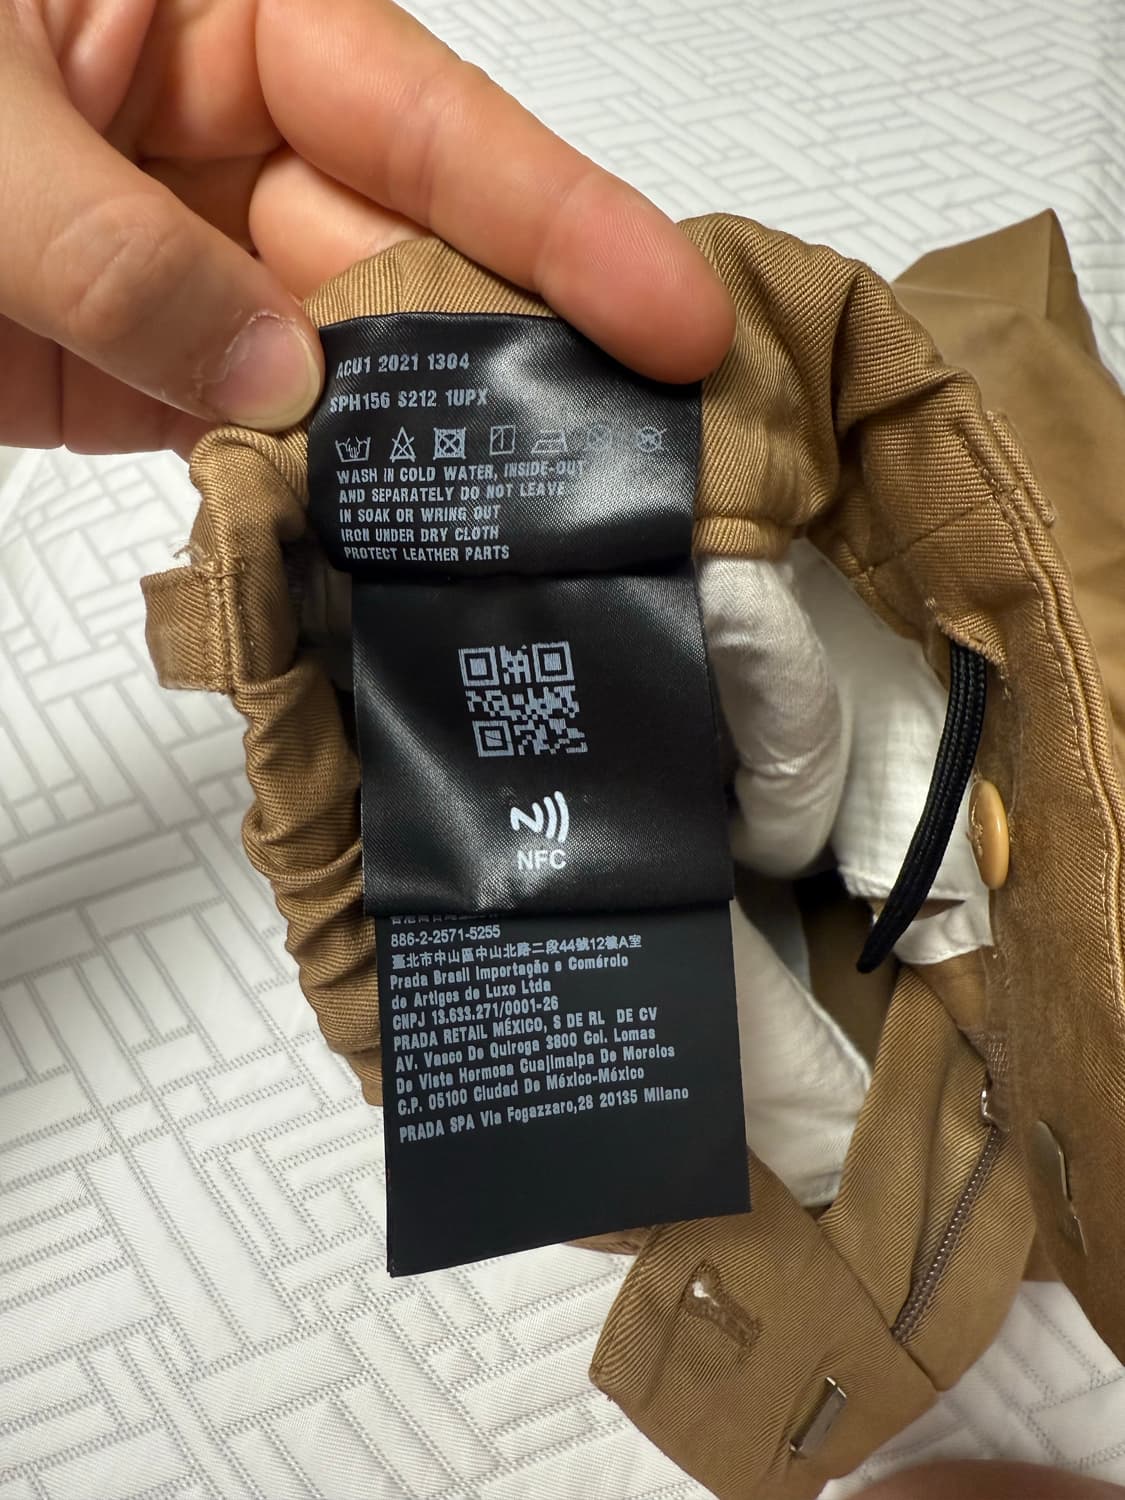 ACU1 2021 1304
SPH156 S212 1UPX
WASH IN COLD WATER, INSIDE-OUT
AND SEPARATELY DO NOT LEAVE
IN SOAK OR WRING OUT
IRON UNDER DRY CLOTH
PROTECT LEATHER PARTS
N
NFC
886-2-2571-5255
臺北市中山區中山北路二段44號12樓A室
Prada Brasil Importação e Comércio
de Artigos de Luxo Ltda
CNPJ 13.633.271/0001-26
PRADA RETAIL MÉXICO, S DE RL DE CV
AV. Vasco De Quiroga 3800 Col. Lomas
De Vista Hermosa Cuajimalpa De Morelos
C.P. 05100 Ciudad De México-México
PRADA SPA Via Fogazzaro,28 20135 Milano